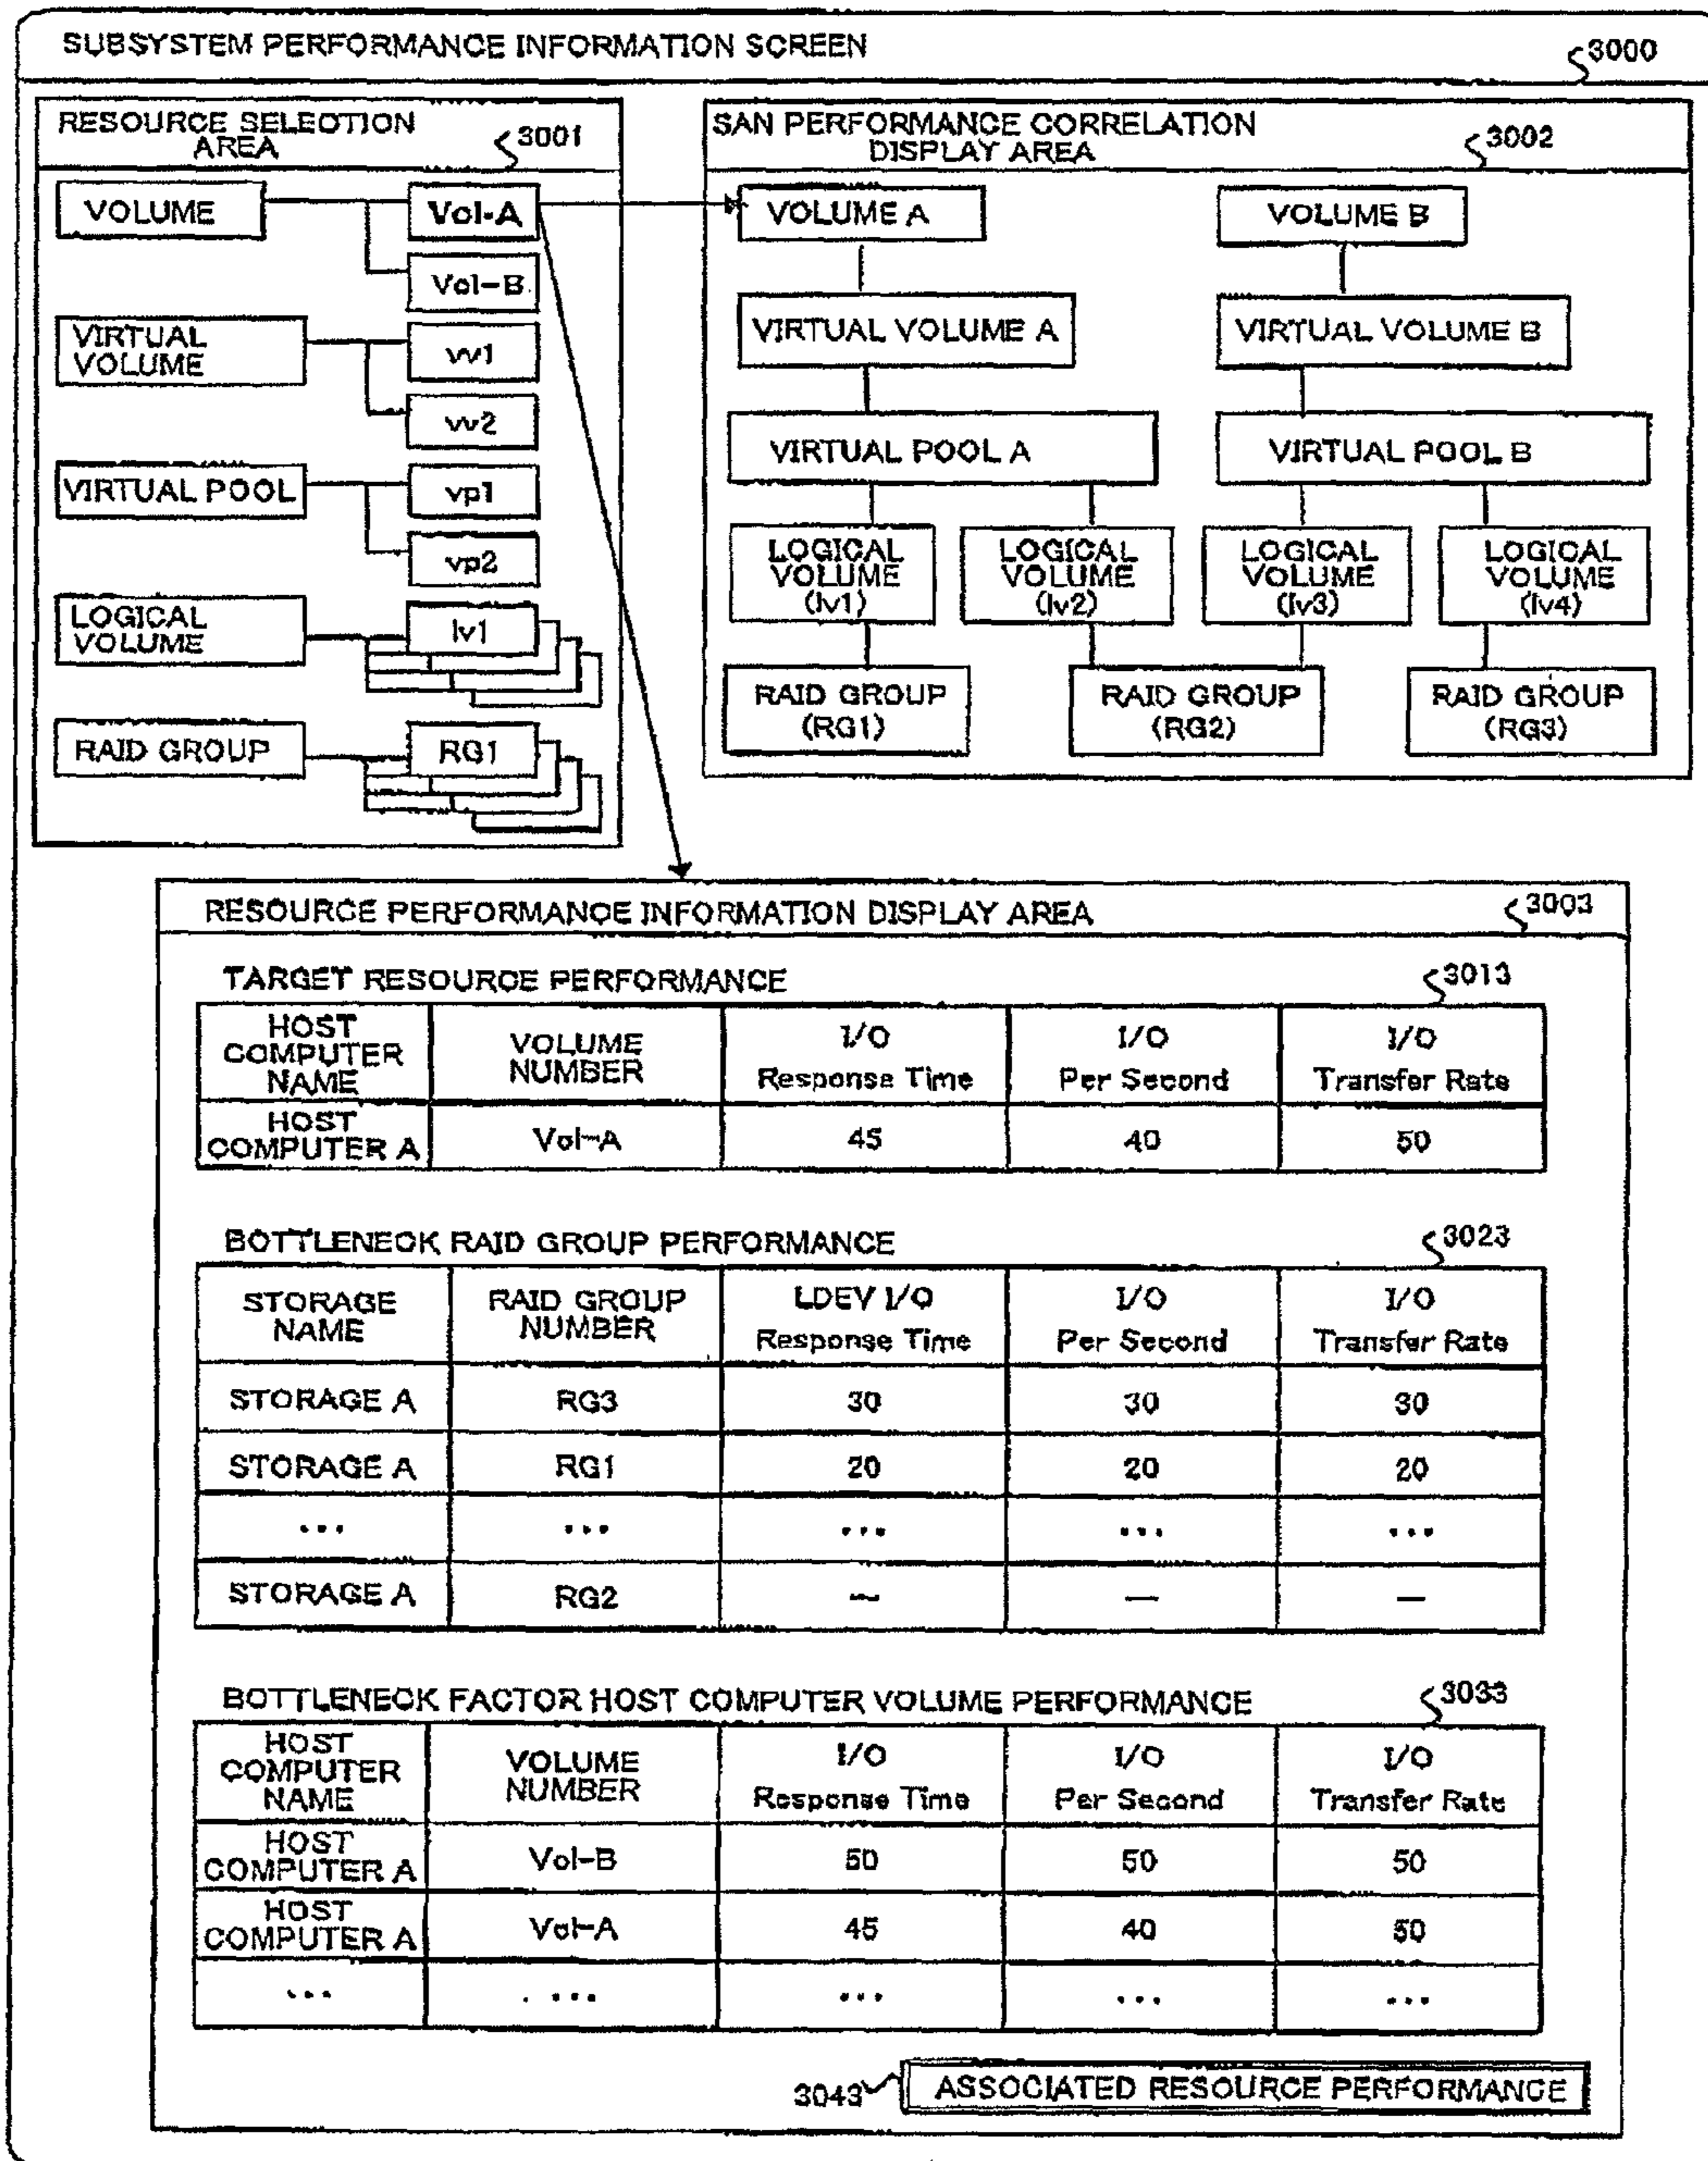 SUBSYSTEM PERFORMANCE INFORMATION SCREEN
3000
RESOURCE SELECTION
AREA
3001
VOLUME
Vol-A
Vol-B
VIRTUAL
VOLUME
vv1
vv2
VIRTUAL POOL
vp1
vp2
LOGICAL
VOLUME
lv1
RAID GROUP
RG1
SAN PERFORMANCE CORRELATION
DISPLAY AREA
3002
VOLUME A
VOLUME B
VIRTUAL VOLUME A
VIRTUAL VOLUME B
VIRTUAL POOL A
VIRTUAL POOL B
LOGICAL
VOLUME
(lv1)
LOGICAL
VOLUME
(lv2)
LOGICAL
VOLUME
(lv3)
LOGICAL
VOLUME
(lv4)
RAID GROUP
(RG1)
RAID GROUP
(RG2)
RAID GROUP
(RG3)
RESOURCE PERFORMANCE INFORMATION DISPLAY AREA
3003
TARGET RESOURCE PERFORMANCE
3013
HOST
COMPUTER
NAME
VOLUME
NUMBER
I/O
Response Time
I/O
Per Second
I/O
Transfer Rate
HOST
COMPUTER A
Vol-A
45
40
50
BOTTLENECK RAID GROUP PERFORMANCE
3023
STORAGE
NAME
RAID GROUP
NUMBER
LDEV I/O
Response Time
I/O
Per Second
I/O
Transfer Rate
STORAGE A
RG3
30
30
30
STORAGE A
RG1
20
20
20
...
...
...
...
...
STORAGE A
RG2
—
—
—
BOTTLENECK FACTOR HOST COMPUTER VOLUME PERFORMANCE
3033
HOST
COMPUTER
NAME
VOLUME
NUMBER
I/O
Response Time
I/O
Per Second
I/O
Transfer Rate
HOST
COMPUTER A
Vol-B
50
50
50
HOST
COMPUTER A
Vol-A
45
40
50
...
. ...
...
...
...
3043
ASSOCIATED RESOURCE PERFORMANCE